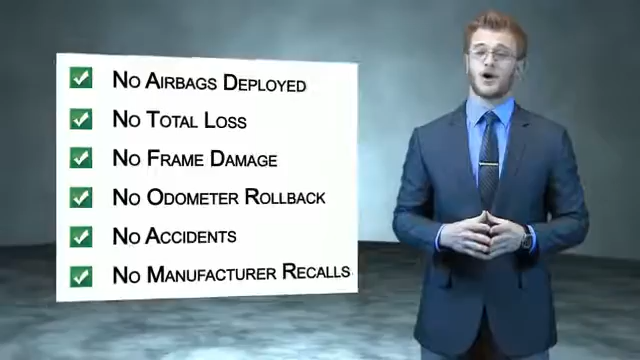 No Airbags Deployed
No Total Loss
No Frame Damage
No Odometer Rollback
No Accidents
No Manufacturer Recalls